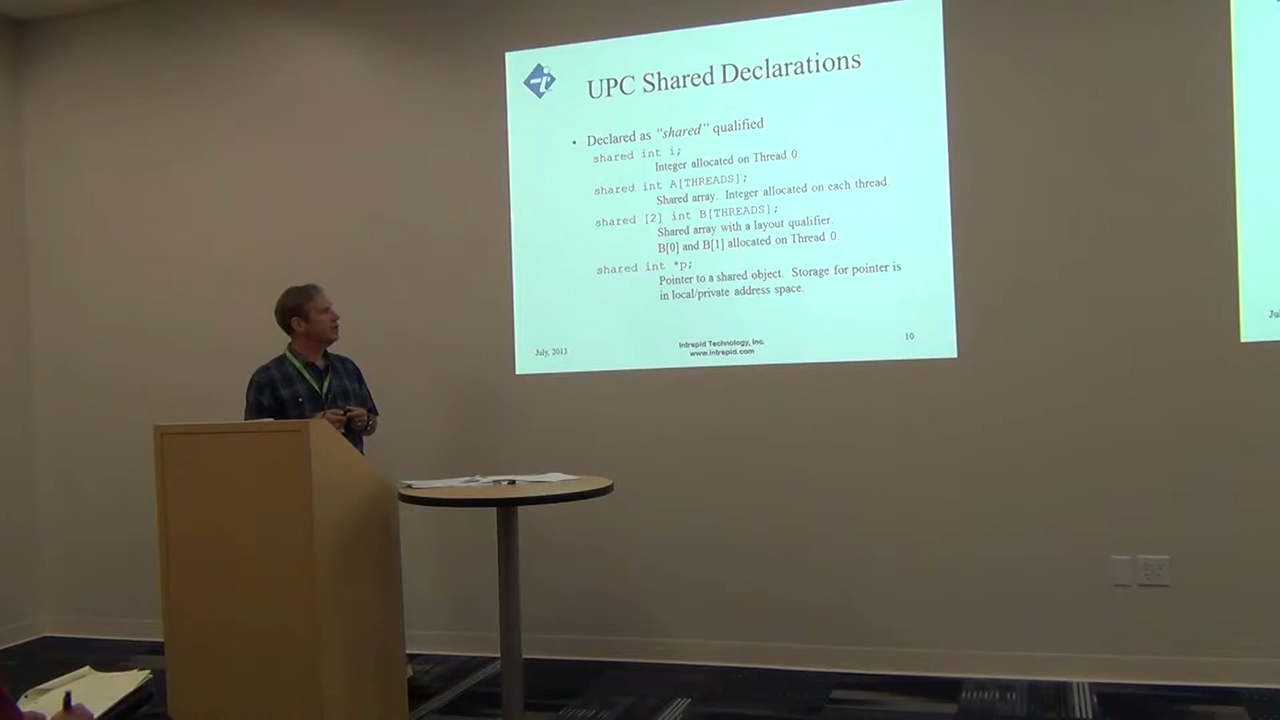 UPC Shared Declarations
• Declared as "shared" qualified
shared int i;
Integer allocated on Thread 0.
shared int A[THREADS];
Shared array. Integer allocated on each thread.
shared [2] int B[THREADS];
Shared array with a layout qualifier.
B[0] and B[1] allocated on Thread 0.
shared int *p;
Pointer to a shared object. Storage for pointer is
in local/private address space.
July, 2013
Intrepid Technology, Inc.
www.intrepid.com
10